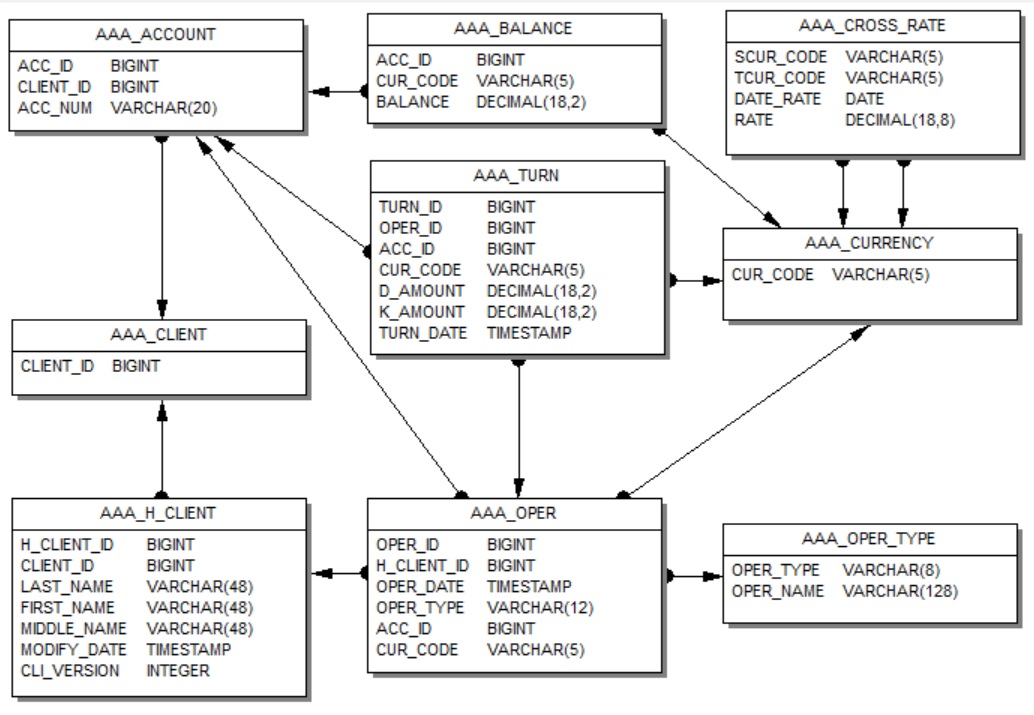 AAA_ACCOUNT
ACC_ID BIGINT
CLIENT_ID BIGINT
ACC_NUM VARCHAR(20)
AAA_BALANCE
ACC_ID BIGINT
CUR_CODE VARCHAR(5)
BALANCE DECIMAL(18,2)
AAA_CROSS_RATE
SCUR_CODE VARCHAR(5)
TCUR_CODE VARCHAR(5)
DATE_RATE DATE
RATE DECIMAL(18,8)
AAA_TURN
TURN_ID BIGINT
OPER_ID BIGINT
ACC_ID BIGINT
CUR_CODE VARCHAR(5)
D_AMOUNT DECIMAL(18,2)
K_AMOUNT DECIMAL(18,2)
TURN_DATE TIMESTAMP
AAA_CURRENCY
CUR_CODE VARCHAR(5)
AAA_CLIENT
CLIENT_ID BIGINT
AAA_H_CLIENT
H_CLIENT_ID BIGINT
CLIENT_ID BIGINT
LAST_NAME VARCHAR(48)
FIRST_NAME VARCHAR(48)
MIDDLE_NAME VARCHAR(48)
MODIFY_DATE TIMESTAMP
CLI_VERSION INTEGER
AAA_OPER
OPER_ID BIGINT
H_CLIENT_ID BIGINT
OPER_DATE TIMESTAMP
OPER_TYPE VARCHAR(12)
ACC_ID BIGINT
CUR_CODE VARCHAR(5)
AAA_OPER_TYPE
OPER_TYPE VARCHAR(8)
OPER_NAME VARCHAR(128)